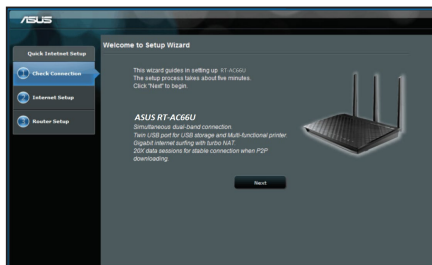 ASUS
Quick Internet Setup
Welcome to Setup Wizard
1 Check Connection
2 Internet Setup
3 Router Setup
This wizard guides in setting up RT-AC66U
The setup process takes about five minutes.
Click "Next" to begin.
ASUS RT-AC66U
Simultaneous dual-band connection.
Twin USB port for USB storage and Multi-functional printer
Gigabit internet surfing with turbo NAT.
20X data sessions for stable connection when P2P
downloading.
Next